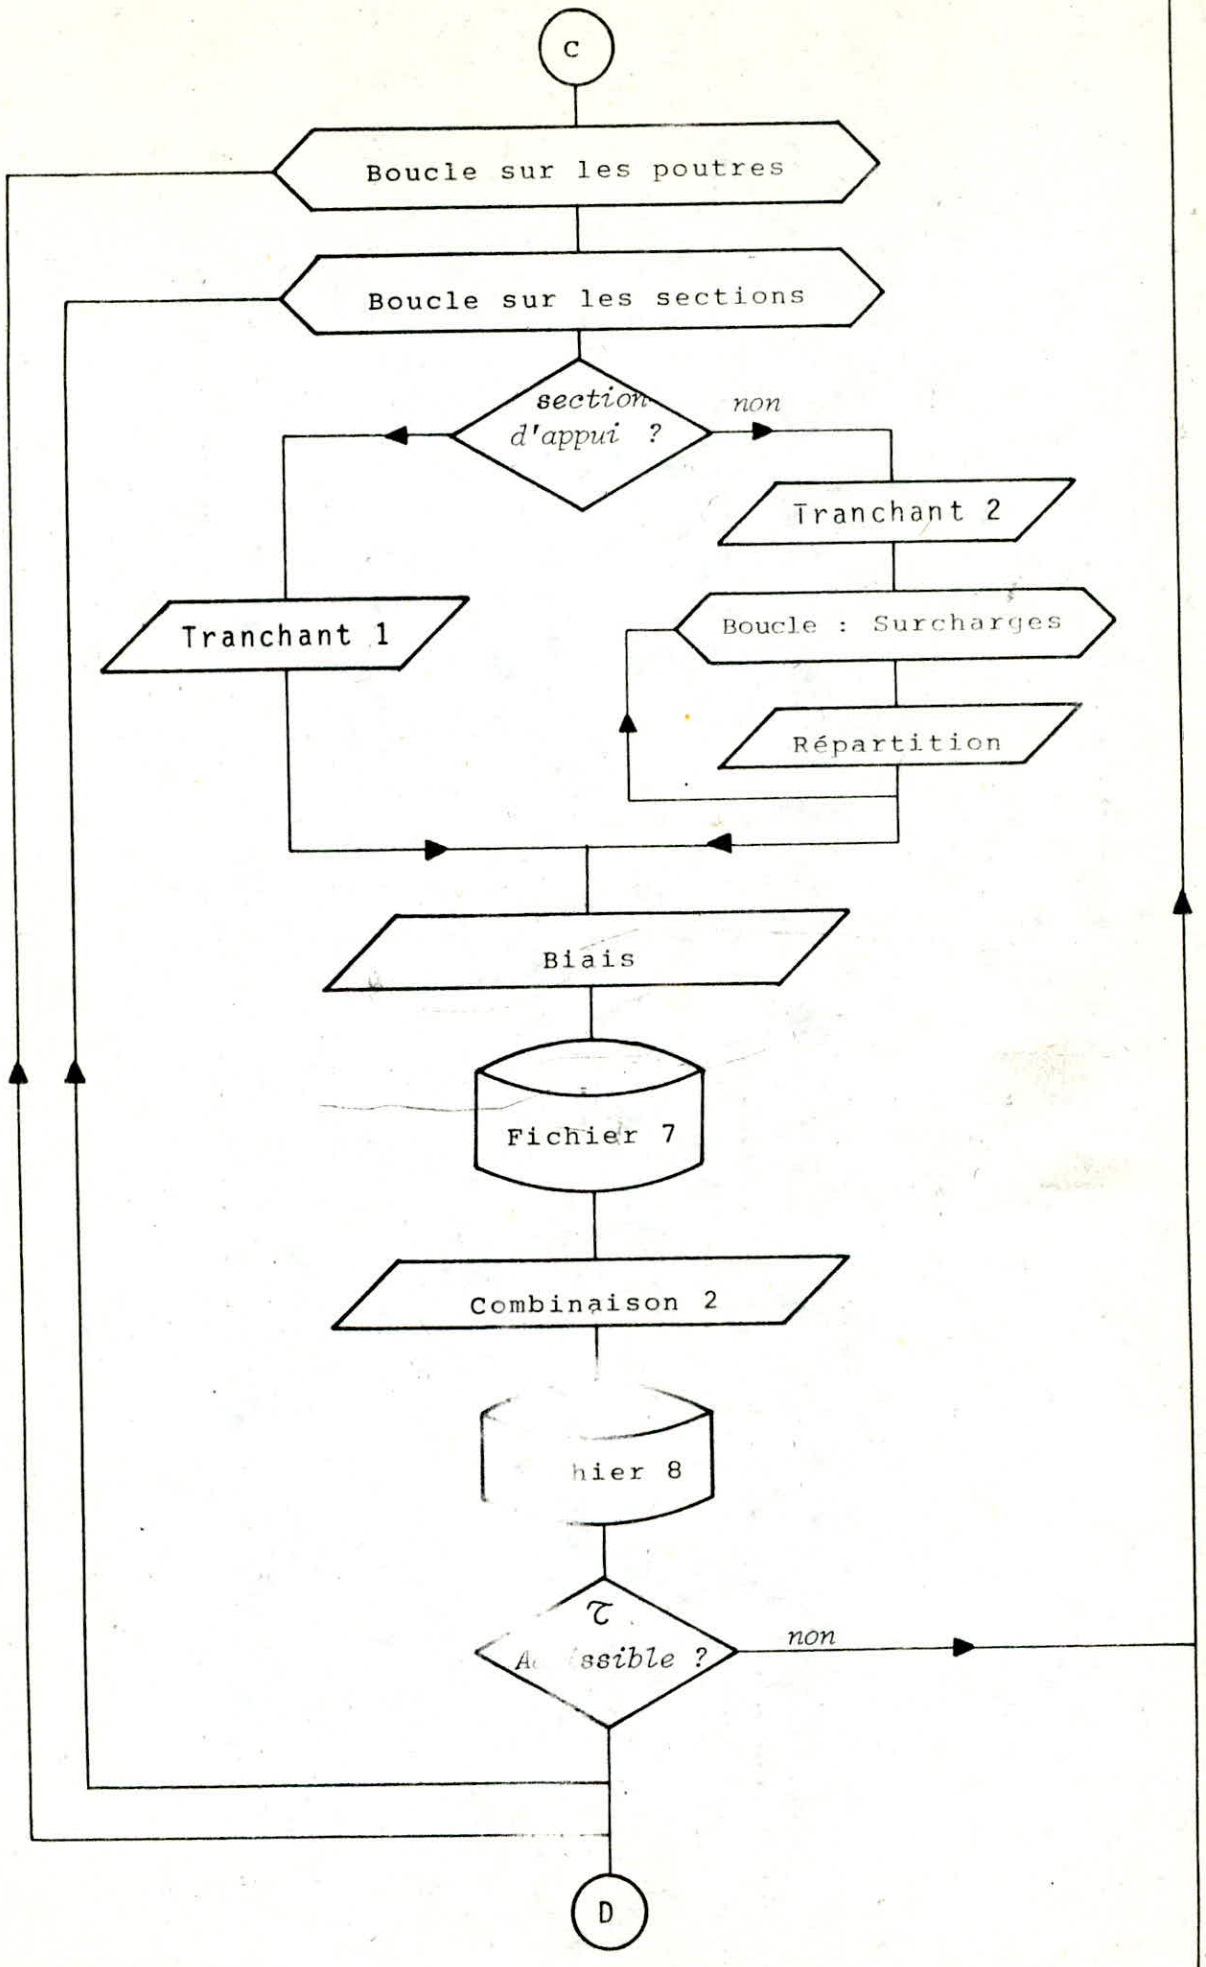 C
Boucle sur les poutres
Boucle sur les sections
section
d'appui ?
non
Tranchant 2
Boucle : Surcharges
Tranchant 1
Répartition
Biais
Fichier 7
Combinaison 2
hier 8
τ
ssible ?
non
D